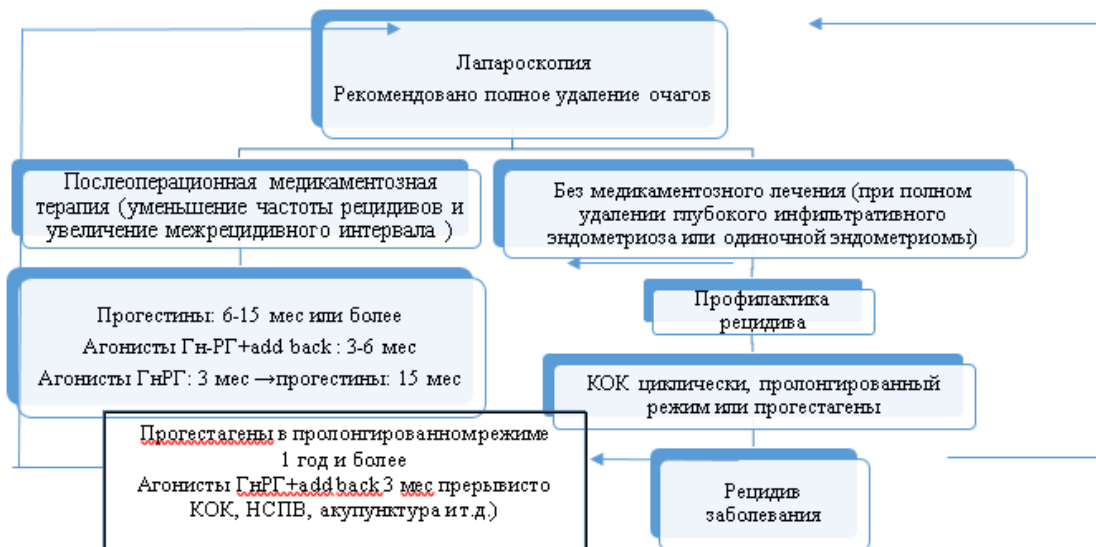 Лапароскопия
Рекомендовано полное удаление очагов
Послеоперационная медикаментозная
терапия (уменьшение частоты рецидивов и
увеличение межрецидивного интервала )
Без медикаментозного лечения (при полном
удалении глубокого инфильтративного
эндометриоза или одиночной эндометриомы)
Прогестины: 6-15 мес или более
Агонисты Гн-РГ+add back : 3-6 мес
Агонисты ГнРГ: 3 мес →прогестины: 15 мес
Профилактика
рецидива
КОК циклически, пролонгированный
режим или прогестагены
Прогестагены в пролонгированномрежиме
1 год и более
Агонисты ГнРГ+addback 3 мес прерывисто
КОК, НСПВ, акупунктура и т.д.)
Рецидив
заболевания